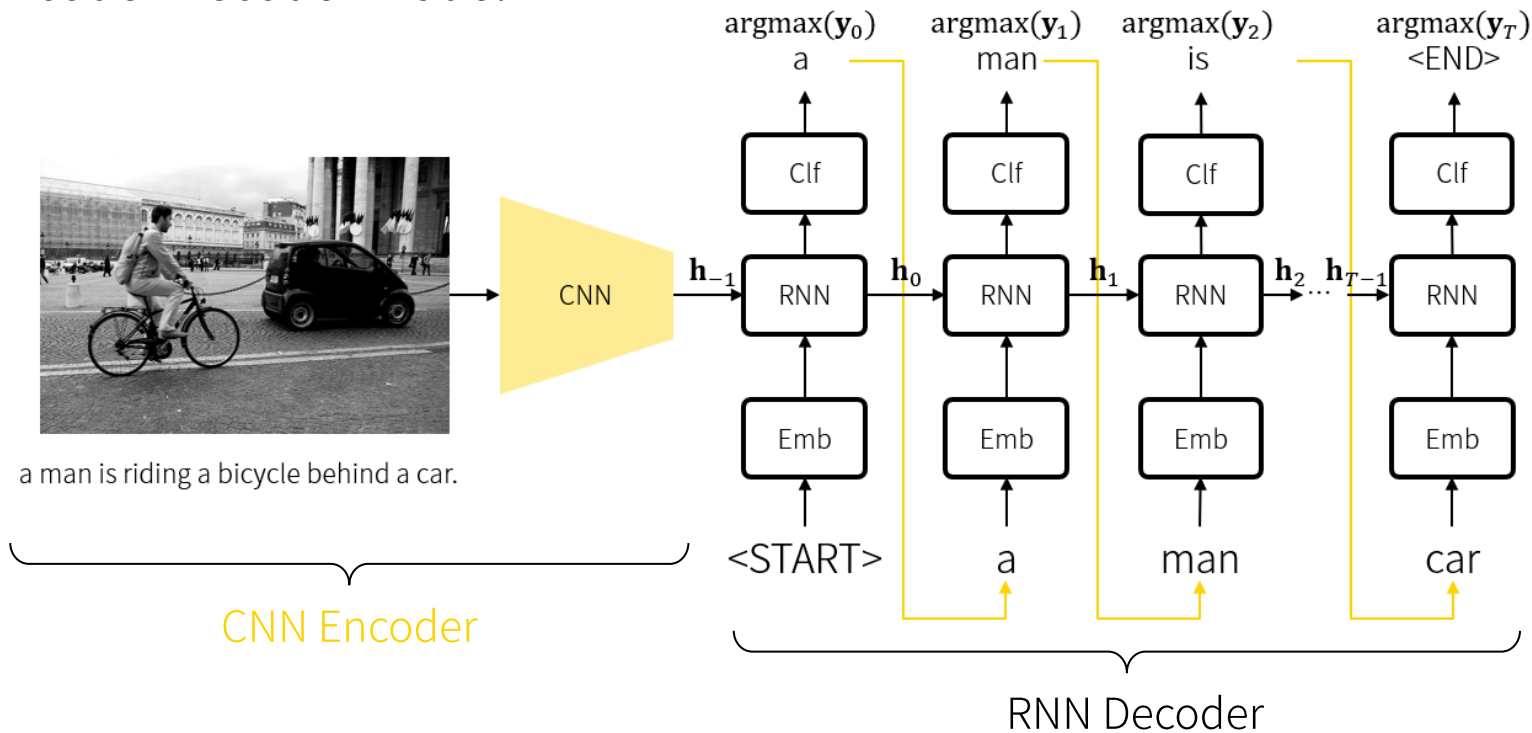 argmax(y₀) argmax(y₁) argmax(y₂) argmax(y_T)
a man is <END>
Clf Clf Clf Clf
h₋₁ h₀ h₁ h₂ ... h_T₋₁
CNN RNN RNN RNN RNN
Emb Emb Emb Emb
a man is riding a bicycle behind a car.
<START> a man car
CNN Encoder
RNN Decoder